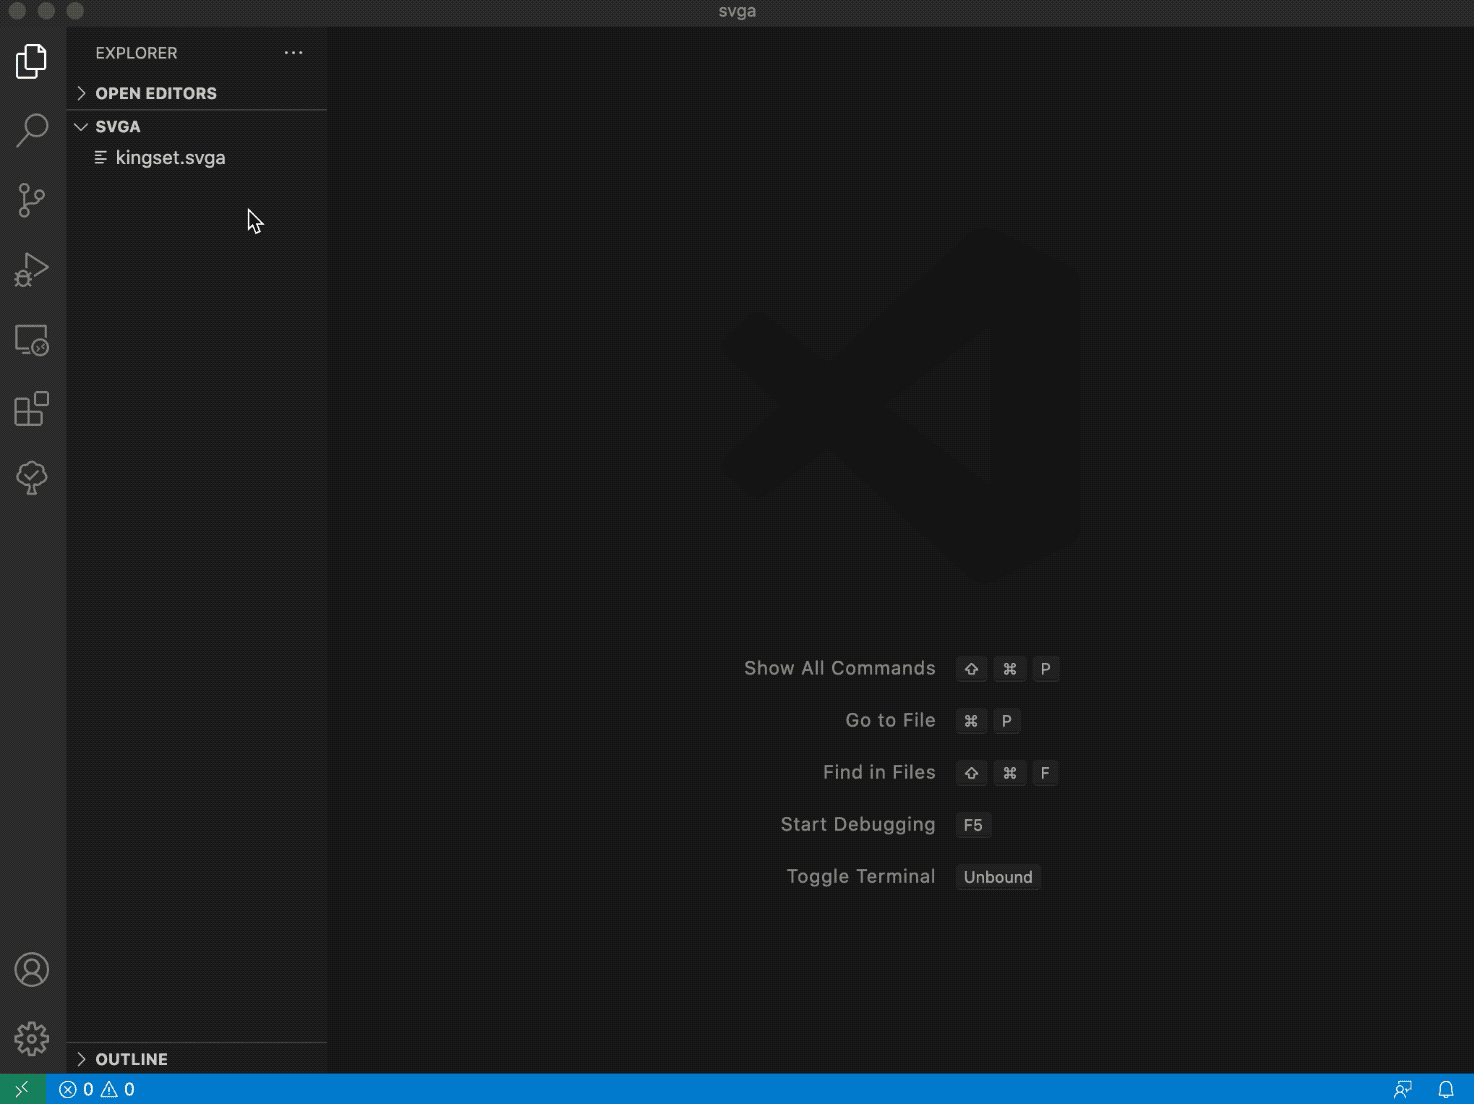 svga
EXPLORER
OPEN EDITORS
SVGA
kingset.svga
Show All Commands ⇧ ⌘ P
Go to File ⌘ P
Find in Files ⇧ ⌘ F
Start Debugging F5
Toggle Terminal Unbound
OUTLINE
0 0